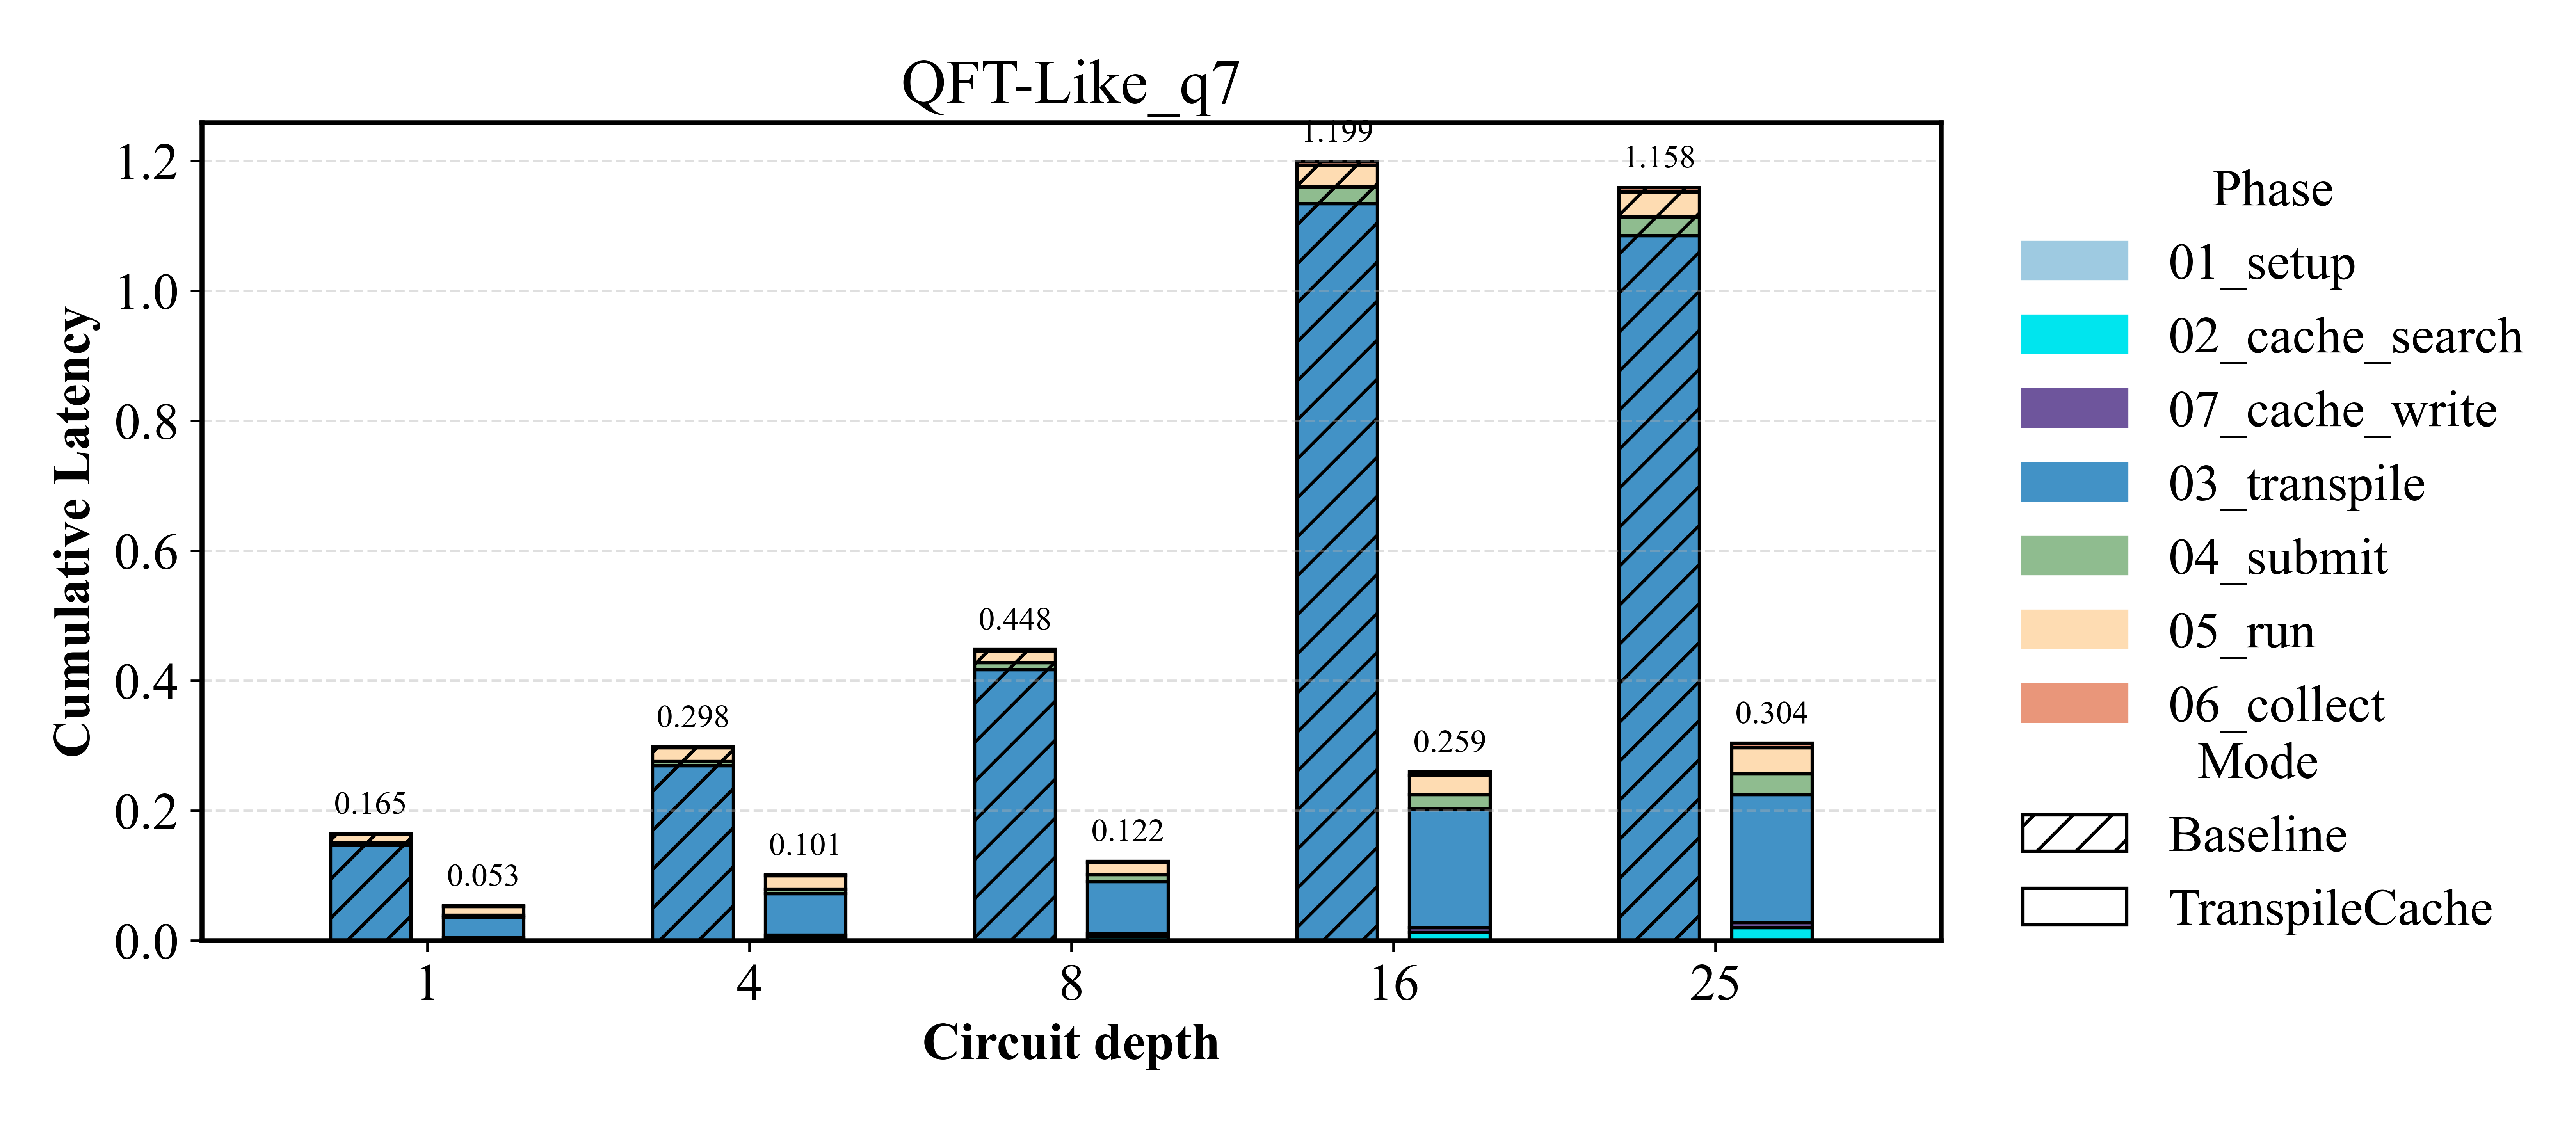 QFT-Like_q7
Cumulative Latency
1.2
1.0
0.8
0.6
0.4
0.2
0.0
0.165
0.053
0.298
0.101
0.448
0.122
1.199
0.259
1.158
0.304
1
4
8
16
25
Circuit depth
Phase
01_setup
02_cache_search
07_cache_write
03_transpile
04_submit
05_run
06_collect
Mode
Baseline
TranspileCache